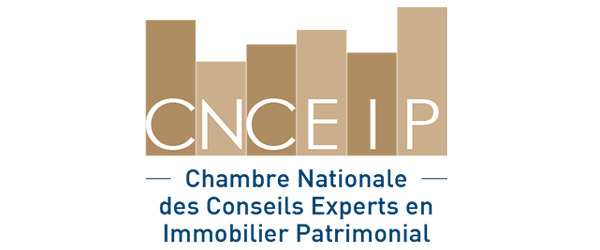 CNCEIP
Chambre Nationale
des Conseils Experts en
Immobilier Patrimonial